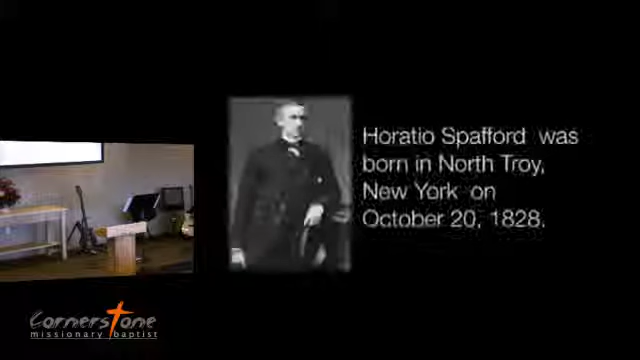 Horatio Spafford was
born in North Troy,
New York on
October 20, 1828.
Cornerstone
missionary baptist